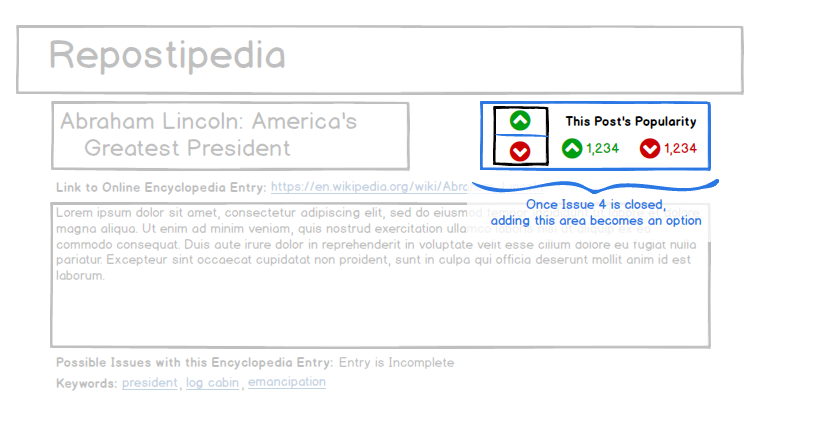 Repostipedia
Abraham Lincoln: America's
Greatest President
This Post's Popularity
1,234 1,234
Link to Online Encyclopedia Entry: https://en.wikipedia.org/wiki/Abra
Once Issue 4 is closed,
adding this area becomes an option
Lorem ipsum dolor sit amet, consectetur adipiscing elit, sed do eiusmod
magna aliqua. Ut enim ad minim veniam, quis nostrud exercitation ullamco
commodo consequat. Duis aute irure dolor in reprehenderit in voluptate velit esse cillum dolore eu fugiat nulla
pariatur. Excepteur sint occaecat cupidatat non proident, sunt in culpa qui officia deserunt mollit anim id est
laborum.
Possible Issues with this Encyclopedia Entry: Entry is Incomplete
Keywords: president, log cabin, emancipation